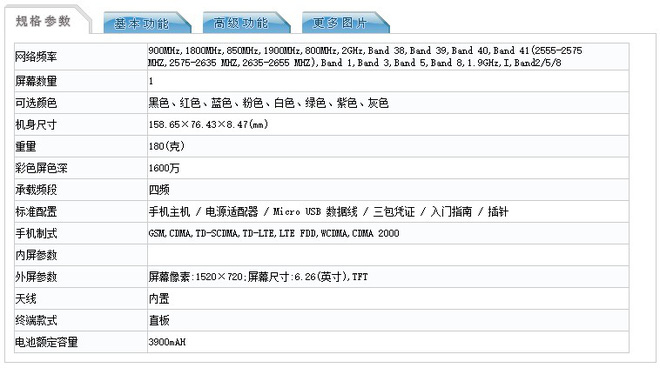 规格参数 基本功能 高级功能 更多图片
网络频率 900MHz,1800MHz,850MHz,1900MHz,800MHz,2GHz,Band 38,Band 39,Band 40,Band 41(2555-2575
MHZ,2575-2635 MHZ,2635-2655 MHZ),Band 1,Band 3,Band 5,Band 8,1.9GHz,I,Band2/5/8
屏幕数量 1
可选颜色 黑色、红色、蓝色、粉色、白色、绿色、紫色、灰色
机身尺寸 158.65×76.43×8.47(mm)
重量 180(克)
彩色屏色深 1600万
承载频段 四频
标准配置 手机主机 / 电源适配器 / Micro USB 数据线 / 三包凭证 / 入门指南 / 插针
手机制式 GSM,CDMA,TD-SCDMA,TD-LTE,LTE FDD,WCDMA,CDMA 2000
内屏参数
外屏参数 屏幕像素:1520×720;屏幕尺寸:6.26(英寸),TFT
天线 内置
终端款式 直板
电池额定容量 3900mAH